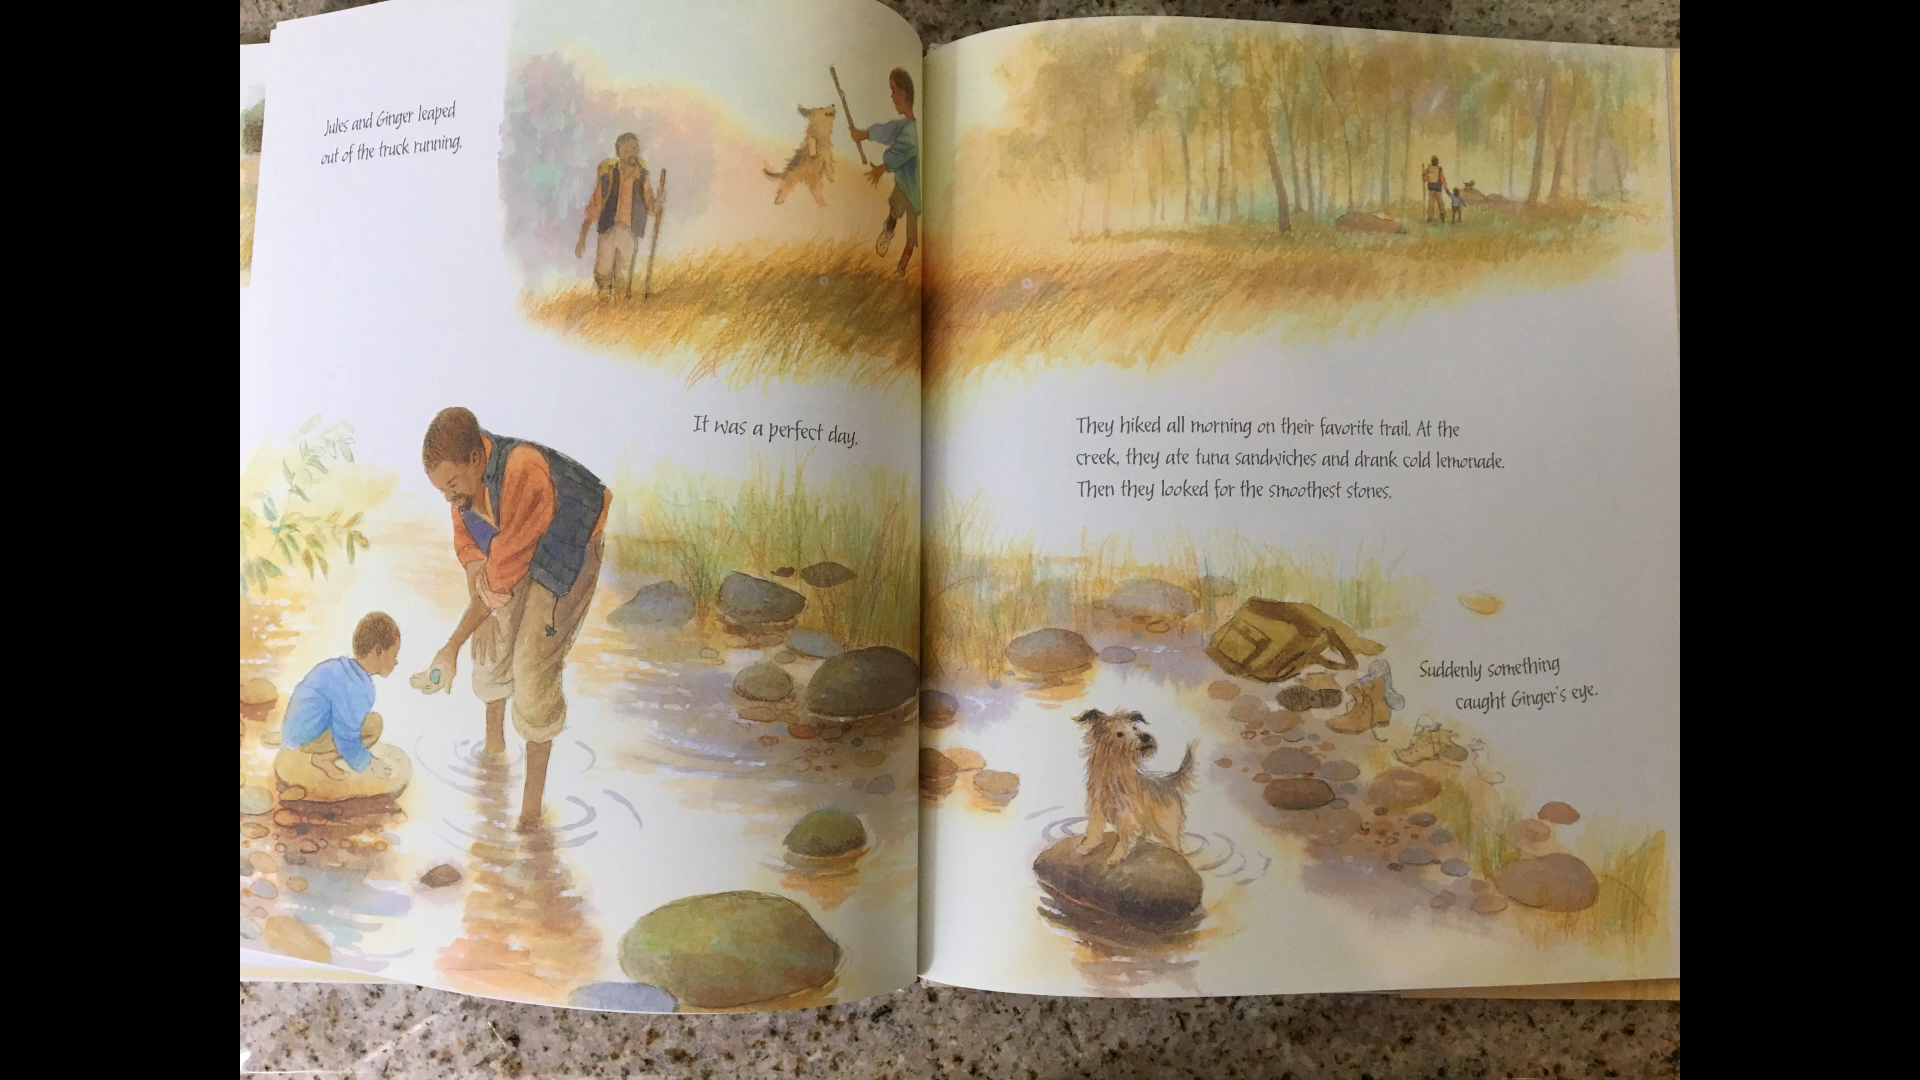 Jules and Ginger leaped
out of the truck running.
It was a perfect day.
They hiked all morning on their favorite trail. At the
creek, they ate tuna sandwiches and drank cold lemonade.
Then they looked for the smoothest stones.
Suddenly something
caught Ginger's eye.